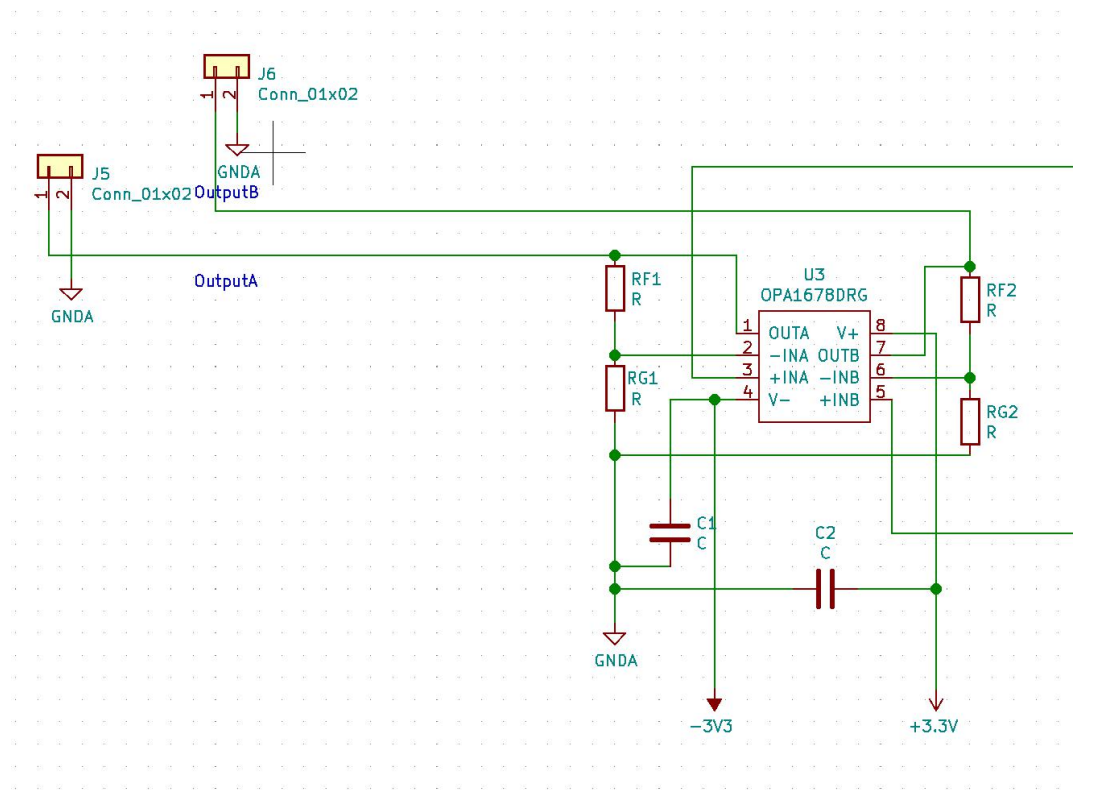 J6
Conn_01x02
1
2
GNDA
J5
Conn_01x02
1
2
OutputB
OutputA
GNDA
RF1
R
RG1
R
U3
OPA1678DRG
1
OUTA
V+
8
2
-INA
OUTB
7
3
+INA
-INB
6
4
V-
+INB
5
RF2
R
RG2
R
C1
C
C2
C
GNDA
-3V3
+3.3V